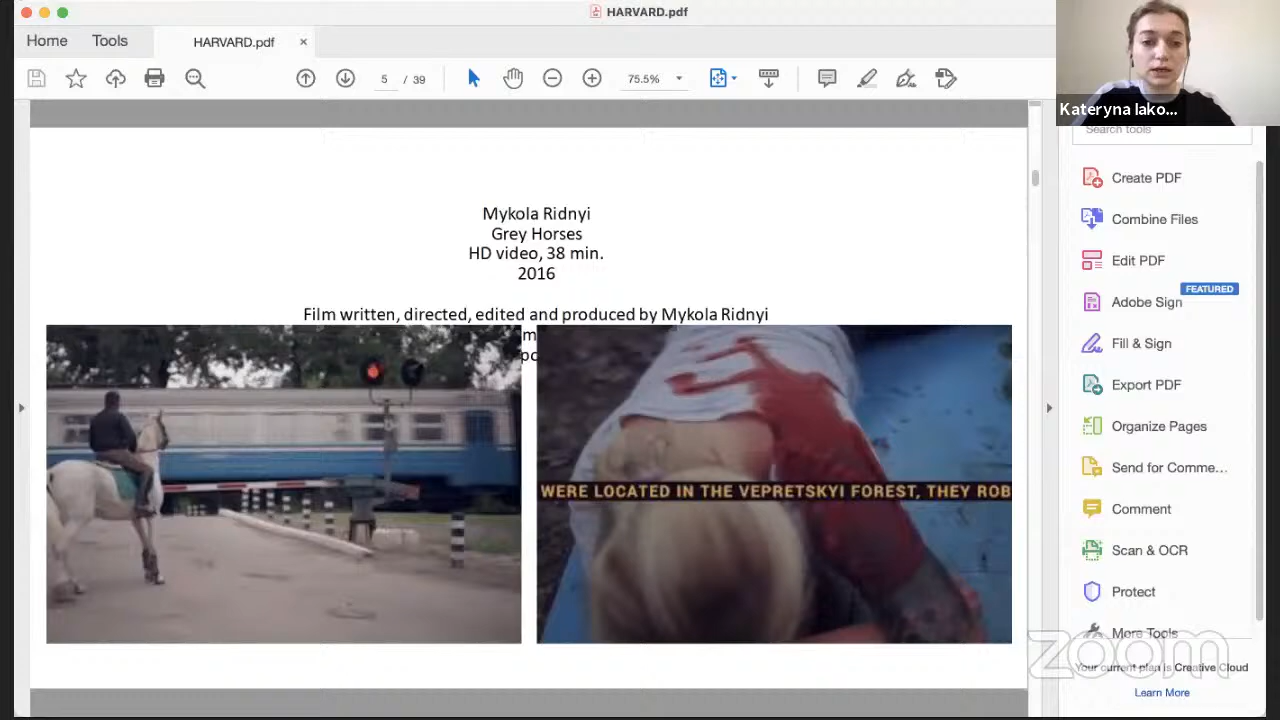 HARVARD.pdf
Home
Tools
HARVARD.pdf
×
5 / 39
75.5%
Kateryna Iako...
Search tools
Mykola Ridnyi
Grey Horses
HD video, 38 min.
2016
Film written, directed, edited and produced by Mykola Ridnyi
WERE LOCATED IN THE VEPRETSKYI FOREST, THEY ROB
Create PDF
Combine Files
Edit PDF
FEATURED
Adobe Sign
Fill & Sign
Export PDF
Organize Pages
Send for Comme...
Comment
Scan & OCR
Protect
More Tools
zoom
Your current plan is Creative Cloud
Learn More